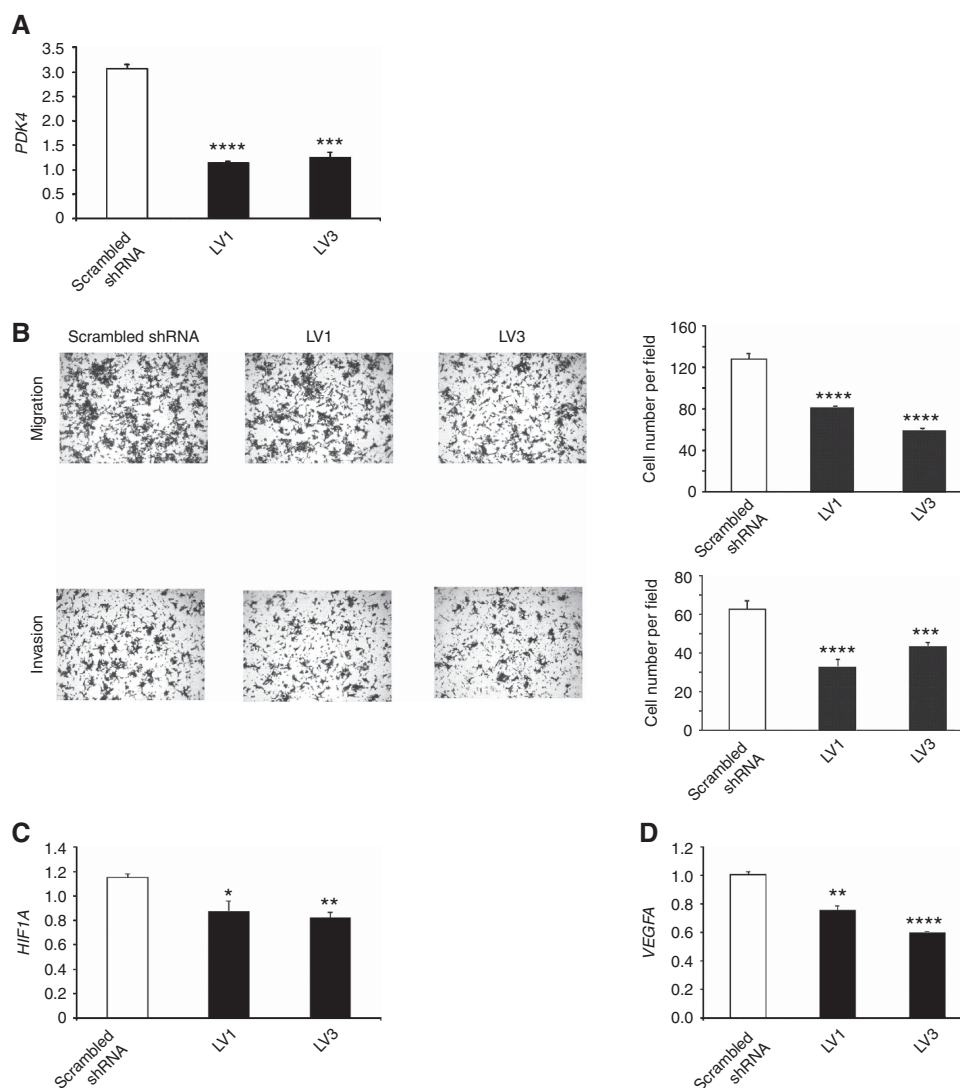 A
3.5
3.0
2.5
2.0
1.5
1.0
0.5
0
PDK4
****
***
Scrambled
shRNA
LV1
LV3
B
Scrambled shRNA
LV1
LV3
Migration
Invasion
160
120
80
40
0
Cell number per field
****
****
Scrambled
shRNA
LV1
LV3
80
60
40
20
0
Cell number per field
****
***
Scrambled
shRNA
LV1
LV3
C
1.4
1.2
1.0
0.8
0.6
0.4
0.2
0
HIF1A
*
**
Scrambled
shRNA
LV1
LV3
D
1.2
1.0
0.8
0.6
0.4
0.2
0.0
VEGFA
**
****
Scrambled
shRNA
LV1
LV3